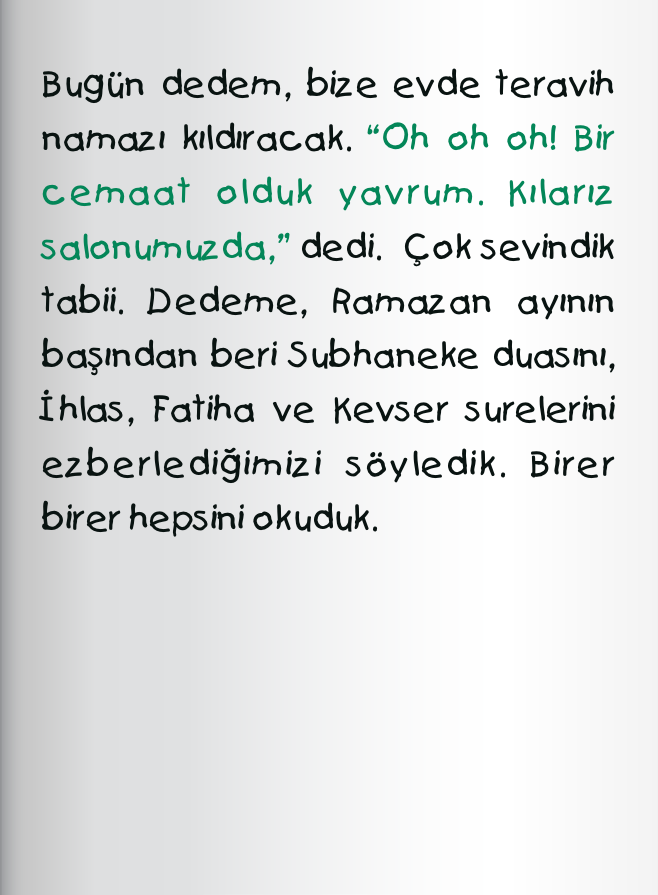 Bugün dedem, bize evde teravih
namazı kıldıracak. “Oh oh oh! Bir
cemaat olduk yavrum. Kılarız
salonumuzda,” dedi. Çok sevindik
tabii. Dedeme, Ramazan ayının
başından beri Subhaneke duasını,
İhlas, Fatiha ve Kevser surelerini
ezberlediğimizi söyledik. Birer
birer hepsini okuduk.